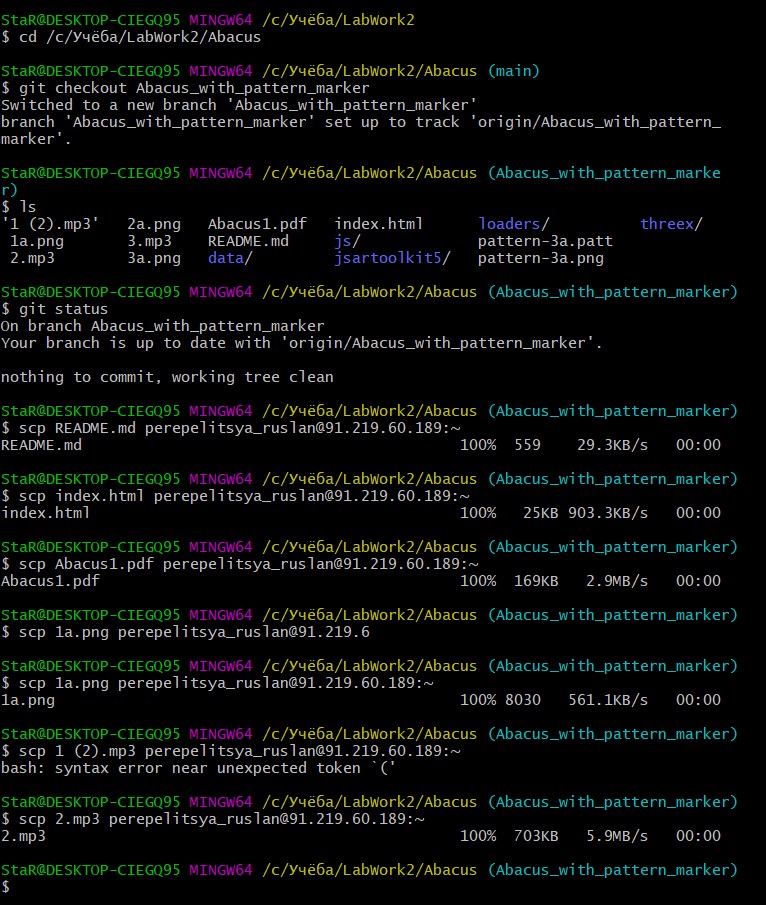 StaR@DESKTOP-CIEGQ95 MINGW64 /c/Учёба/LabWork2
$ cd /c/Учёба/LabWork2/Abacus
StaR@DESKTOP-CIEGQ95 MINGW64 /c/Учёба/LabWork2/Abacus (main)
$ git checkout Abacus_with_pattern_marker
Switched to a new branch 'Abacus_with_pattern_marker'
branch 'Abacus_with_pattern_marker' set up to track 'origin/Abacus_with_pattern_
marker'.
StaR@DESKTOP-CIEGQ95 MINGW64 /c/Учёба/LabWork2/Abacus (Abacus_with_pattern_marke
r)
$ ls
'1 (2).mp3'   2a.png   Abacus1.pdf   index.html      loaders/          threex/
 1a.png       3.mp3    README.md     js/             pattern-3a.patt
 2.mp3        3a.png   data/         jsartoolkit5/   pattern-3a.png
StaR@DESKTOP-CIEGQ95 MINGW64 /c/Учёба/LabWork2/Abacus (Abacus_with_pattern_marker)
$ git status
On branch Abacus_with_pattern_marker
Your branch is up to date with 'origin/Abacus_with_pattern_marker'.
nothing to commit, working tree clean
StaR@DESKTOP-CIEGQ95 MINGW64 /c/Учёба/LabWork2/Abacus (Abacus_with_pattern_marker)
$ scp README.md perepelitsya_ruslan@91.219.60.189:~
README.md                                          100%  559    29.3KB/s   00:00
StaR@DESKTOP-CIEGQ95 MINGW64 /c/Учёба/LabWork2/Abacus (Abacus_with_pattern_marker)
$ scp index.html perepelitsya_ruslan@91.219.60.189:~
index.html                                         100%   25KB 903.3KB/s   00:00
StaR@DESKTOP-CIEGQ95 MINGW64 /c/Учёба/LabWork2/Abacus (Abacus_with_pattern_marker)
$ scp Abacus1.pdf perepelitsya_ruslan@91.219.60.189:~
Abacus1.pdf                                        100%  169KB   2.9MB/s   00:00
StaR@DESKTOP-CIEGQ95 MINGW64 /c/Учёба/LabWork2/Abacus (Abacus_with_pattern_marker)
$ scp 1a.png perepelitsya_ruslan@91.219.6
StaR@DESKTOP-CIEGQ95 MINGW64 /c/Учёба/LabWork2/Abacus (Abacus_with_pattern_marker)
$ scp 1a.png perepelitsya_ruslan@91.219.60.189:~
1a.png                                             100% 8030   561.1KB/s   00:00
StaR@DESKTOP-CIEGQ95 MINGW64 /c/Учёба/LabWork2/Abacus (Abacus_with_pattern_marker)
$ scp 1 (2).mp3 perepelitsya_ruslan@91.219.60.189:~
bash: syntax error near unexpected token `('
StaR@DESKTOP-CIEGQ95 MINGW64 /c/Учёба/LabWork2/Abacus (Abacus_with_pattern_marker)
$ scp 2.mp3 perepelitsya_ruslan@91.219.60.189:~
2.mp3                                              100%  703KB   5.9MB/s   00:00
StaR@DESKTOP-CIEGQ95 MINGW64 /c/Учёба/LabWork2/Abacus (Abacus_with_pattern_marker)
$